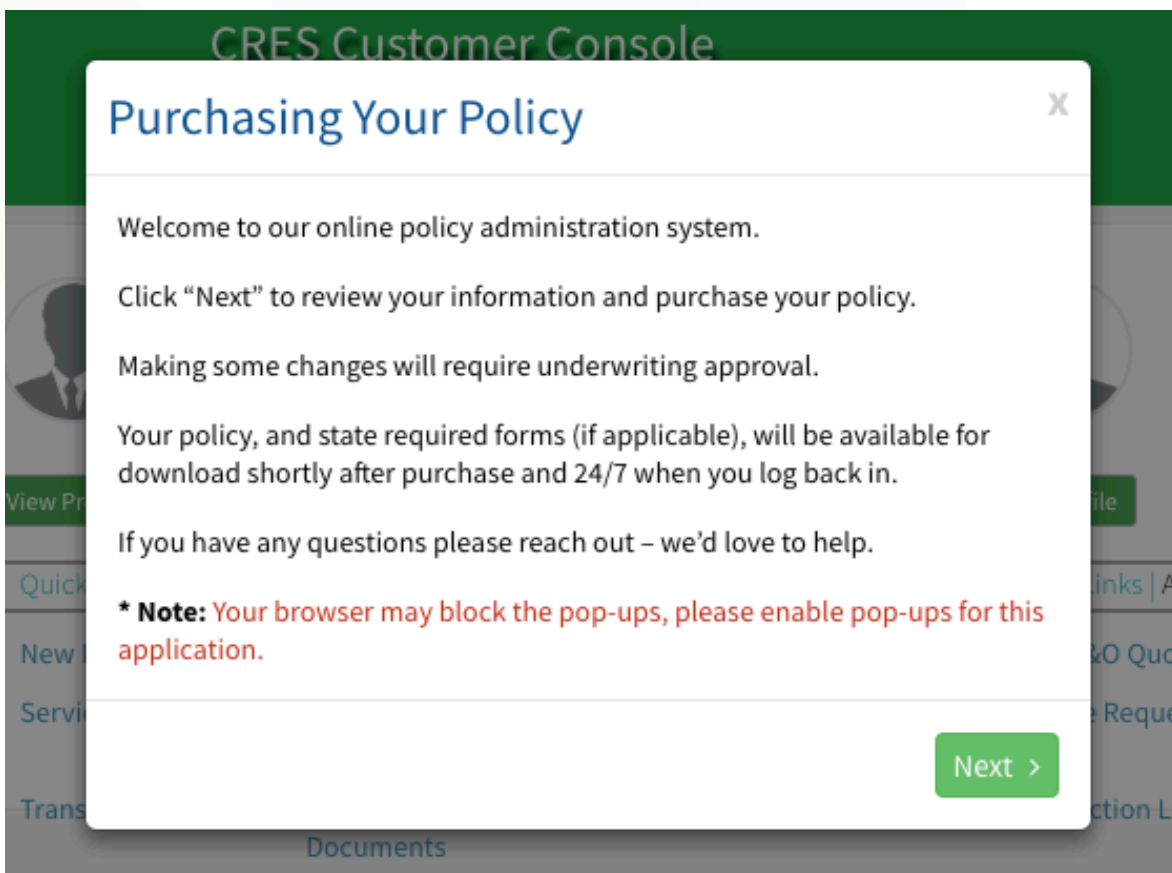 CRES Customer Console
Purchasing Your Policy
x
Welcome to our online policy administration system.
Click “Next” to review your information and purchase your policy.
Making some changes will require underwriting approval.
Your policy, and state required forms (if applicable), will be available for
download shortly after purchase and 24/7 when you log back in.
If you have any questions please reach out – we’d love to help.
* Note: Your browser may block the pop-ups, please enable pop-ups for this
application.
Next >
View
Quick
Links |
New
Documents